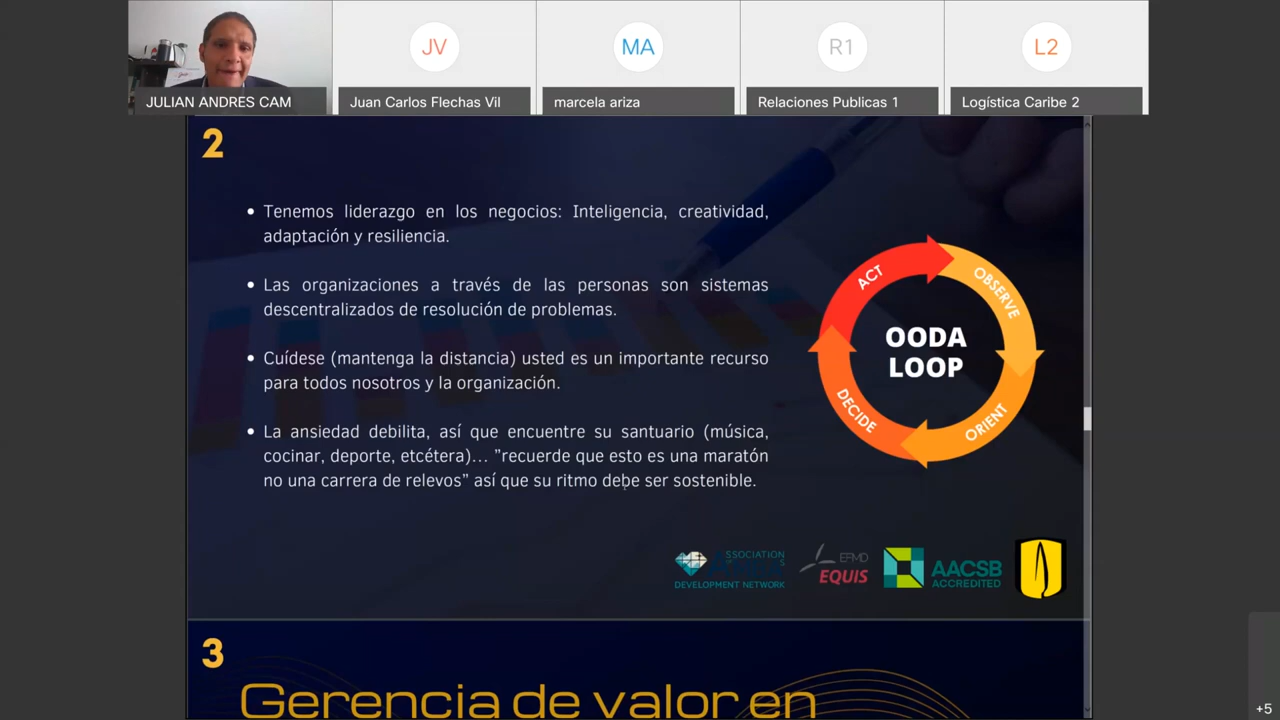 JV
MA
R1
L2
JULIAN ANDRES CAM
Juan Carlos Flechas Vil
marcela ariza
Relaciones Publicas 1
Logística Caribe 2
2
• Tenemos liderazgo en los negocios: Inteligencia, creatividad,
adaptación y resiliencia.
• Las organizaciones a través de las personas son sistemas
descentralizados de resolución de problemas.
• Cuídese (mantenga la distancia) usted es un importante recurso
para todos nosotros y la organización.
• La ansiedad debilita, así que encuentre su santuario (música,
cocinar, deporte, etcétera)... "recuerde que esto es una maratón
no una carrera de relevos" así que su ritmo debe ser sostenible.
ACT
OBSERVE
OODA
LOOP
DECIDE
ORIENT
SSOCIATION
DEVELOPMENT NETWORK
EFMD
EQUIS
AACSB
ACCREDITED
3
Gerencia de valor en
+5